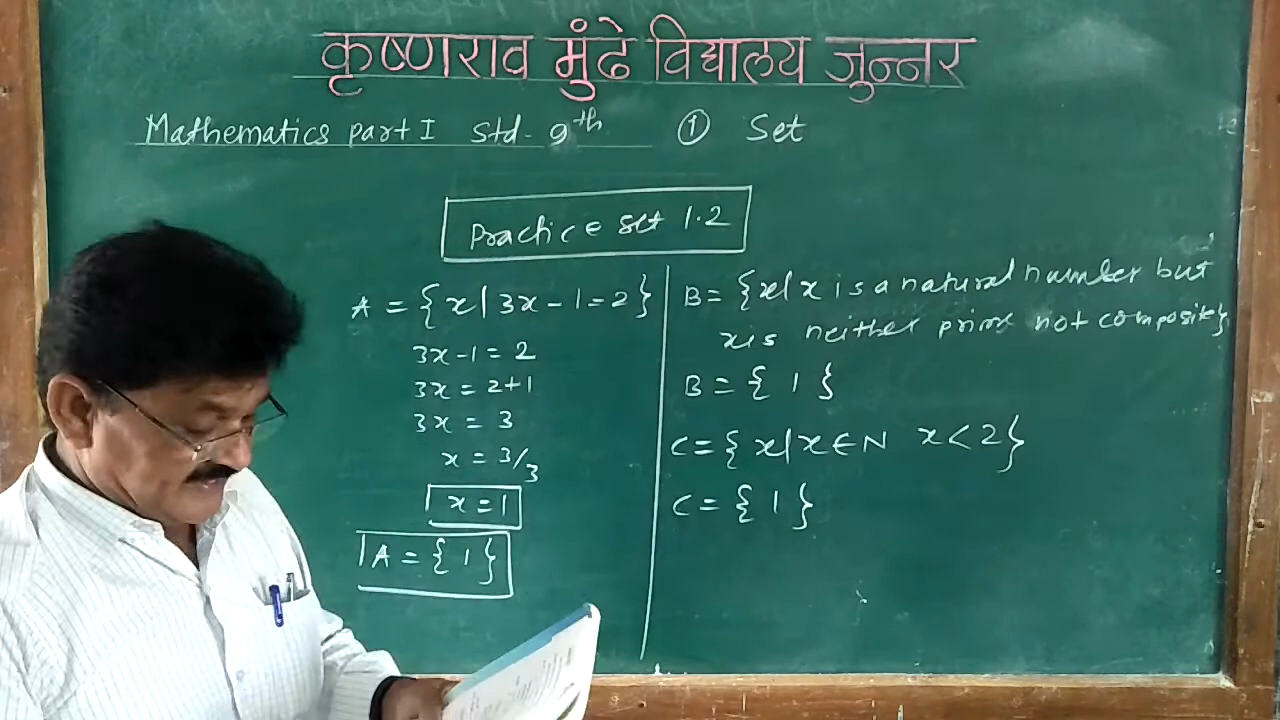 कृष्णराव मुंढे विद्यालय जुन्नर
Mathematics part I Std - 9th ① Set
Practice set 1.2
A = {x | 3x - 1 = 2}
3x - 1 = 2
3x = 2+1
3x = 3
x = 3/3
x = 1
A = { 1 }
B = {x | x is a natural number but
x is neither prime not composite}
B = { 1 }
C = { x | x ∈ N x < 2}
C = { 1 }